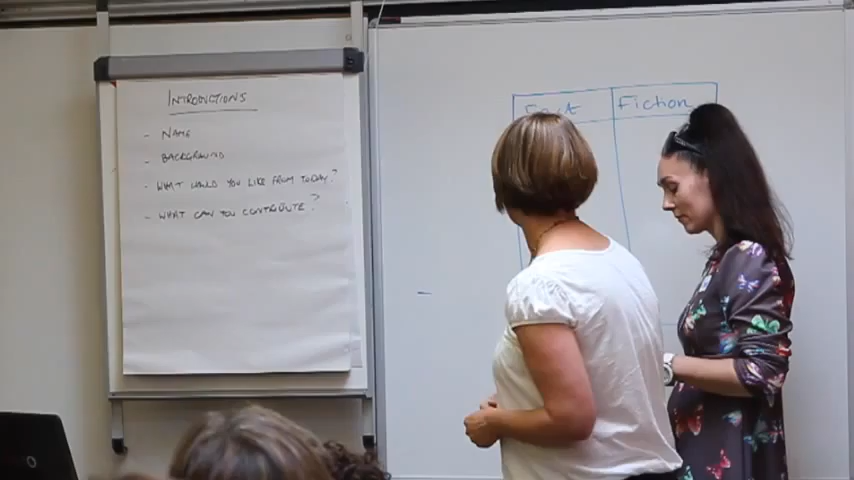 INTRODUCTIONS
- NAME
- BACKGROUND
- WHAT WOULD YOU LIKE FROM TODAY?
- WHAT CAN YOU CONTRIBUTE?
Fact Fiction